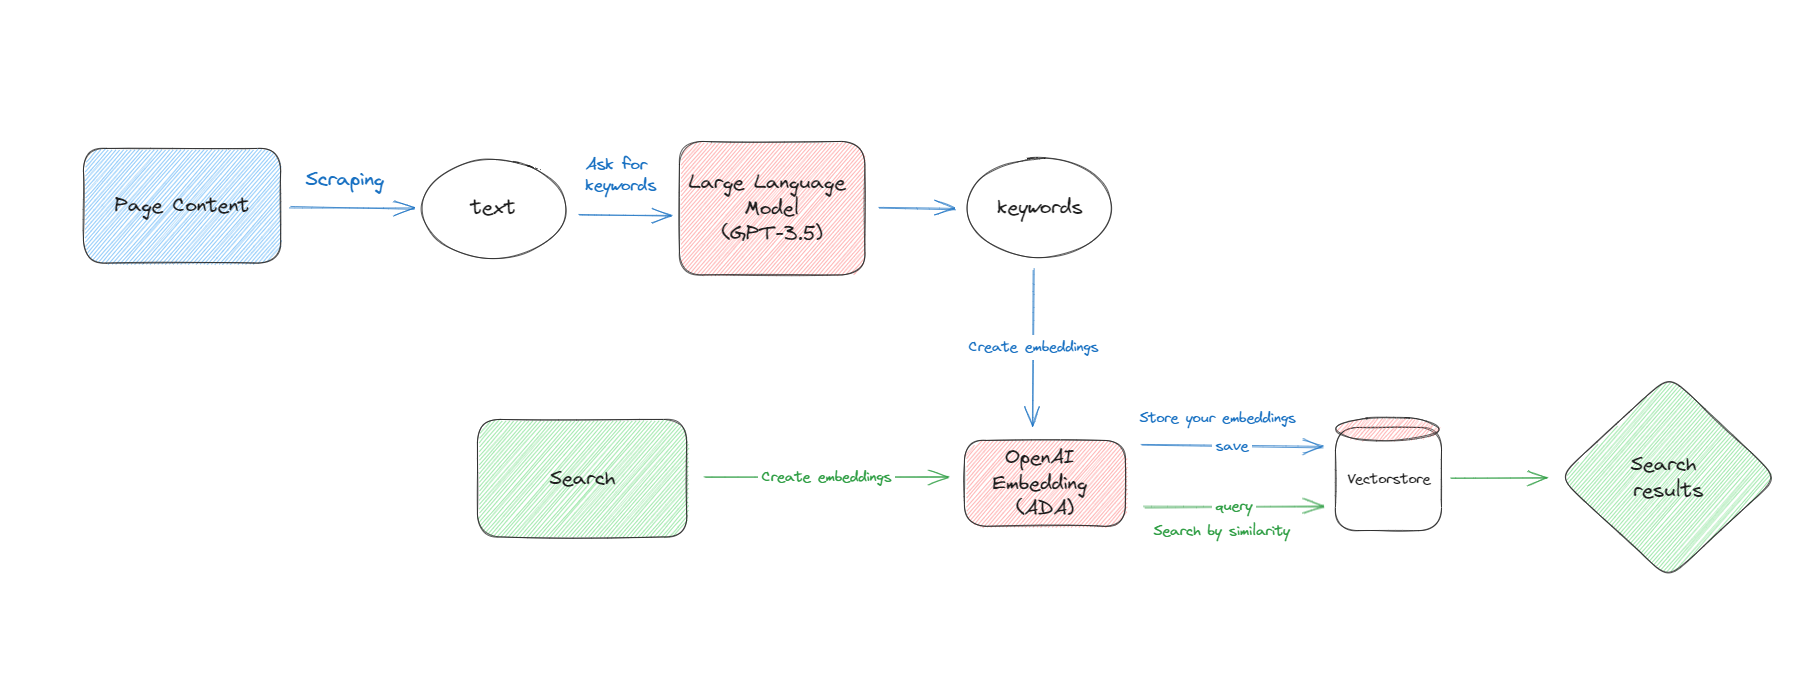 Page Content
Scraping
text
Ask for
keywords
Large Language
Model
(GPT-3.5)
keywords
Create embeddings
Search
Create embeddings
OpenAI
Embedding
(ADA)
Store your embeddings
save
query
Search by similarity
Vectorstore
Search
results